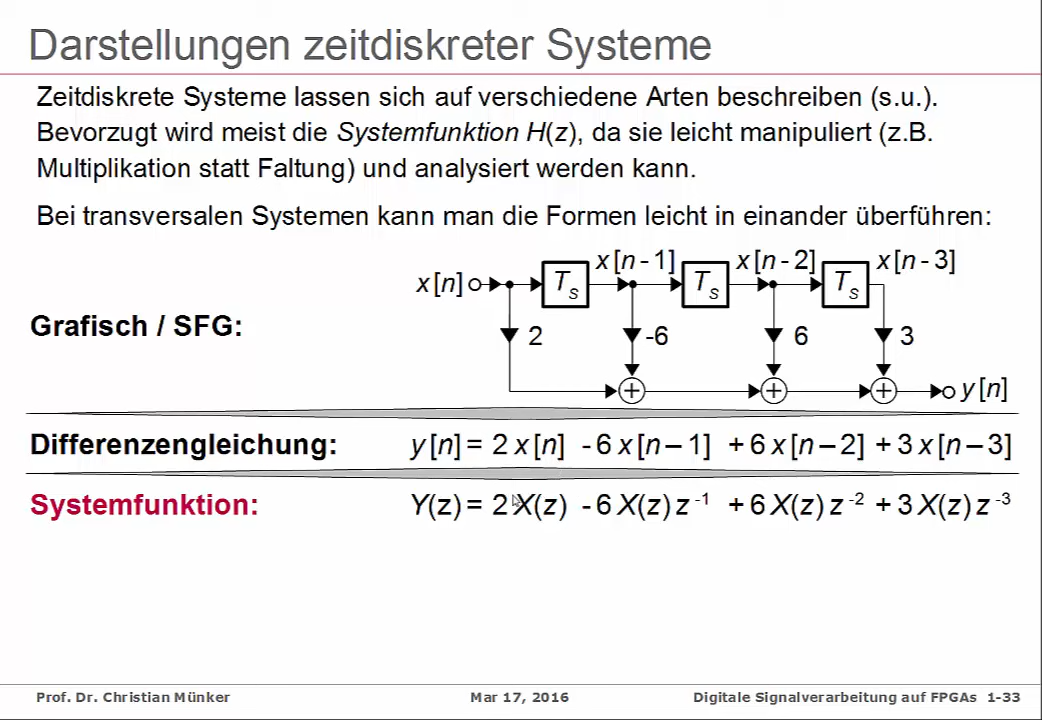 Darstellungen zeitdiskreter Systeme
Zeitdiskrete Systeme lassen sich auf verschiedene Arten beschreiben (s.u.).
Bevorzugt wird meist die Systemfunktion H(z), da sie leicht manipuliert (z.B.
Multiplikation statt Faltung) und analysiert werden kann.
Bei transversalen Systemen kann man die Formen leicht in einander überführen:
x[n-1] x[n-2] x[n-3]
x[n] Ts Ts Ts
Grafisch / SFG:
2 -6 6 3
+ + + y[n]
Differenzengleichung: y[n] = 2 x[n] - 6 x[n−1] + 6 x[n−2] + 3 x[n−3]
Systemfunktion: Y(z) = 2 X(z) - 6 X(z) z⁻¹ + 6 X(z) z⁻² + 3 X(z) z⁻³
Prof. Dr. Christian Münker Mar 17, 2016 Digitale Signalverarbeitung auf FPGAs 1-33